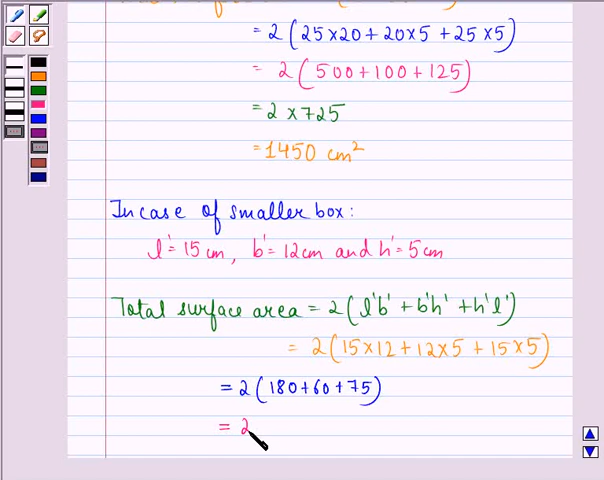 = 2 (25×20 + 20×5 + 25×5)
= 2 (500+100+125)
= 2 × 725
= 1450 cm²
In case of smaller box:
l' = 15 cm, b' = 12 cm and h' = 5 cm
Total surface area = 2 (l'b' + b'h' + h'l')
= 2 (15×12 + 12×5 + 15×5)
= 2 (180+60+75)
= 2